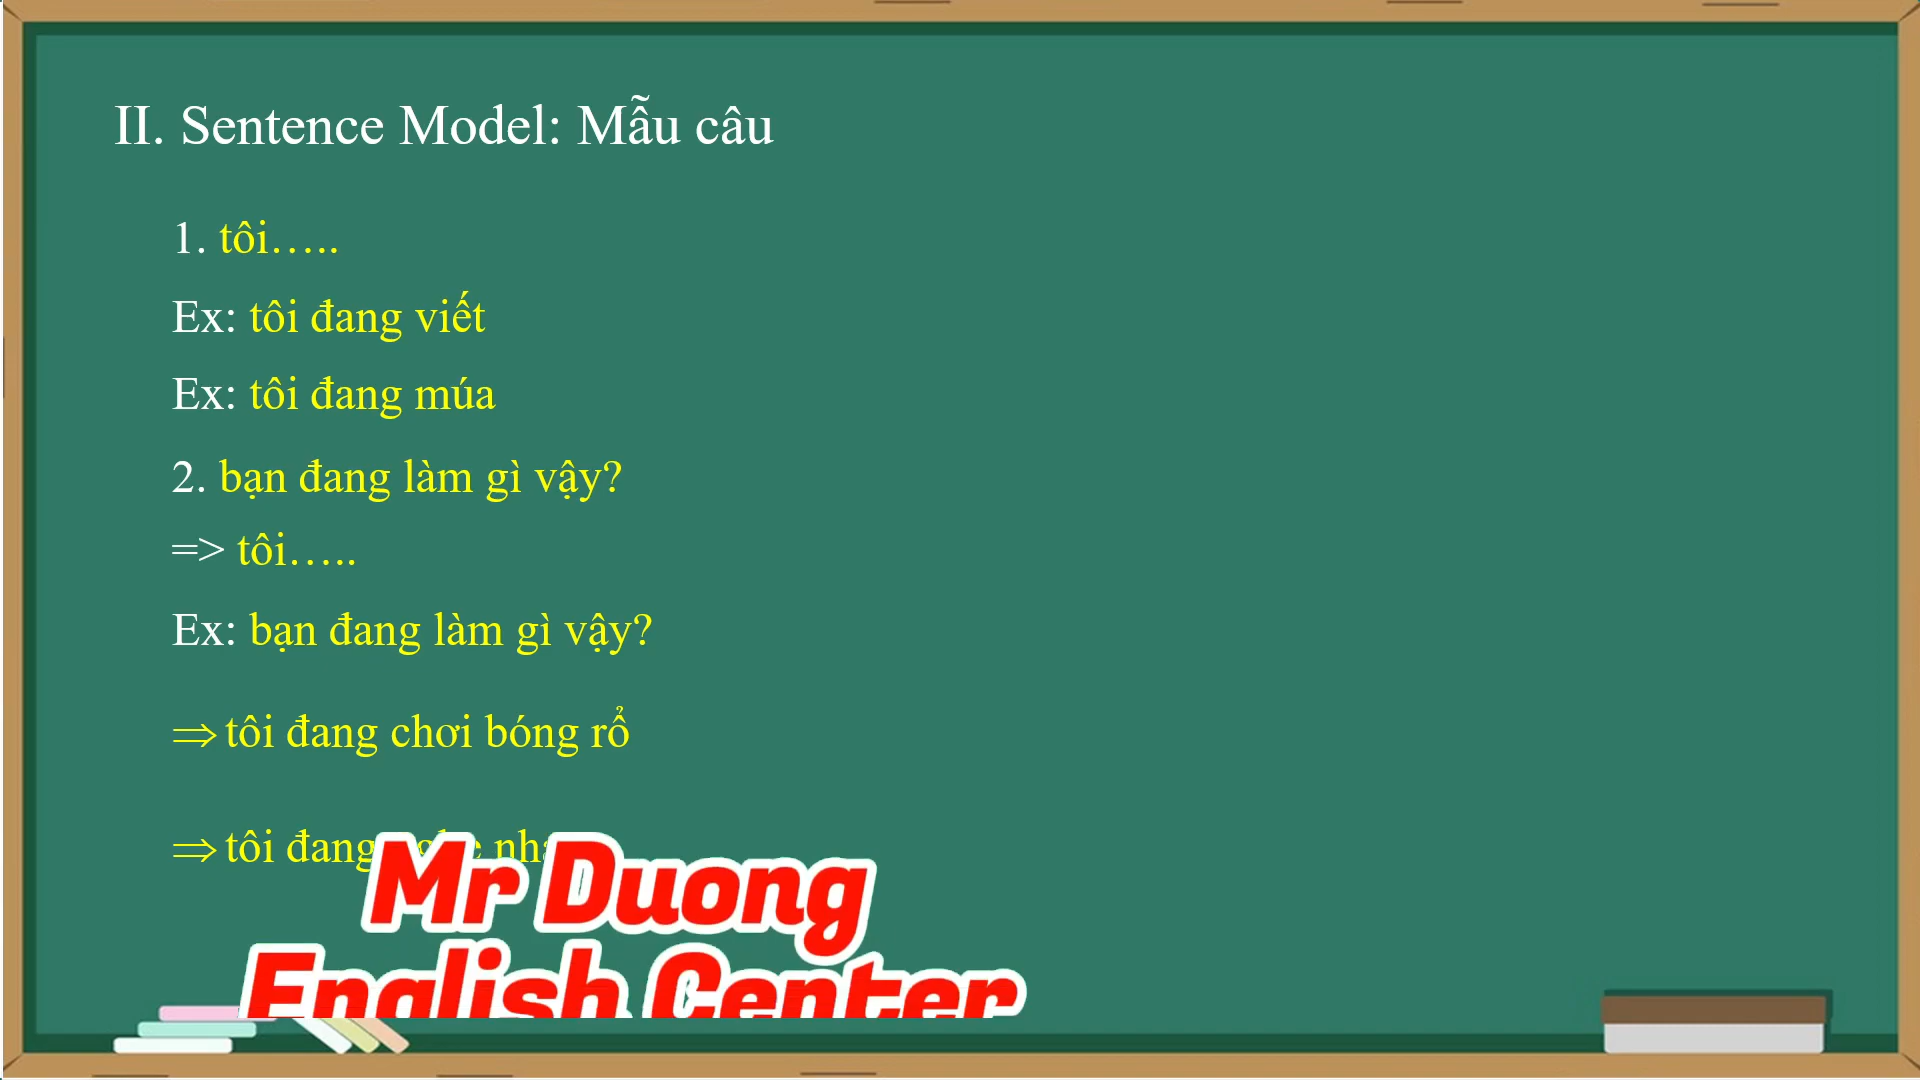 II. Sentence Model: Mẫu câu
1. tôi…..
Ex: tôi đang viết
Ex: tôi đang múa
2. bạn đang làm gì vậy?
=> tôi…..
Ex: bạn đang làm gì vậy?
⇒ tôi đang chơi bóng rổ
⇒ tôi đang
Mr Duong
English Center